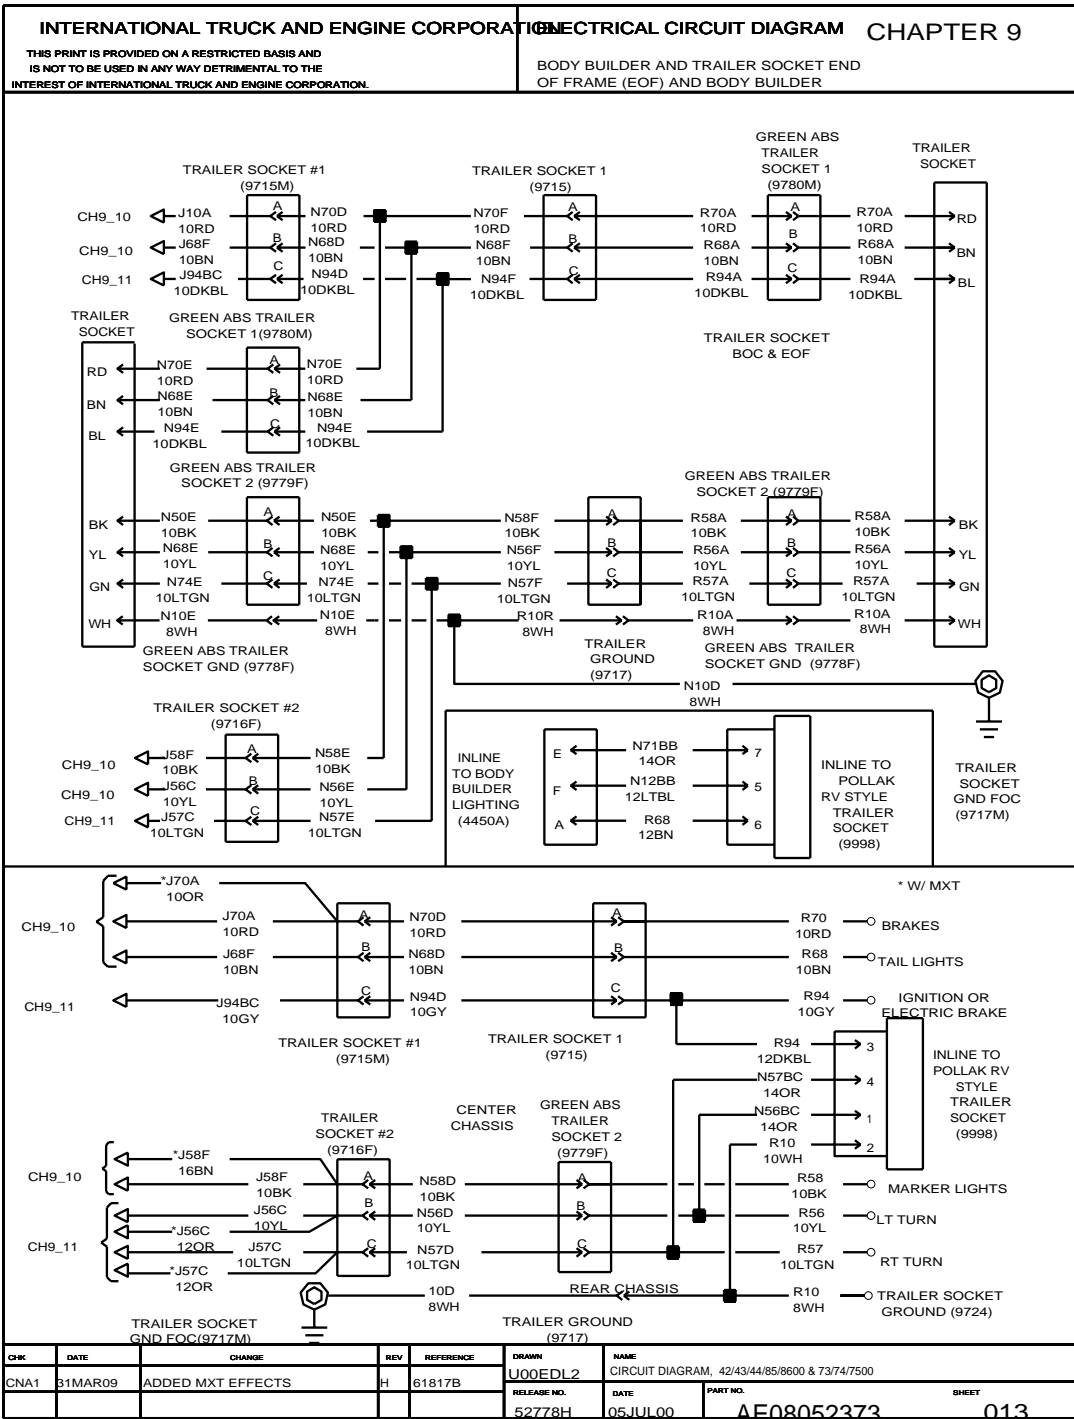 INTERNATIONAL TRUCK AND ENGINE CORPORATION
ELECTRICAL CIRCUIT DIAGRAM
CHAPTER 9
THIS PRINT IS PROVIDED ON A RESTRICTED BASIS AND
IS NOT TO BE USED IN ANY WAY DETRIMENTAL TO THE
INTEREST OF INTERNATIONAL TRUCK AND ENGINE CORPORATION.
BODY BUILDER AND TRAILER SOCKET END
OF FRAME (EOF) AND BODY BUILDER
TRAILER SOCKET #1
(9715M)
TRAILER SOCKET 1
(9715)
GREEN ABS
TRAILER
SOCKET 1
(9780M)
TRAILER
SOCKET
CH9_10 J10A A N70D N70F A R70A A R70A RD
10RD 10RD 10RD 10RD 10RD
CH9_10 J68F B N68D N68F B R68A B R68A BN
10BN 10BN 10BN 10BN 10BN
CH9_11 J94BC C N94D N94F C R94A C R94A BL
10DKBL 10DKBL 10DKBL 10DKBL 10DKBL
TRAILER
SOCKET
GREEN ABS TRAILER
SOCKET 1(9780M)
TRAILER SOCKET
BOC & EOF
RD N70E A N70E
10RD 10RD
BN N68E B N68E
10BN 10BN
BL N94E C N94E
10DKBL 10DKBL
GREEN ABS TRAILER
SOCKET 2 (9779F)
GREEN ABS TRAILER
SOCKET 2 (9779F)
BK N50E A N50E N58F A R58A A R58A BK
10BK 10BK 10BK 10BK 10BK
YL N68E B N68E N56F B R56A B R56A YL
10YL 10YL 10YL 10YL 10YL
GN N74E C N74E N57F C R57A C R57A GN
10LTGN 10LTGN 10LTGN 10LTGN 10LTGN
WH N10E N10E R10R R10A R10A WH
8WH 8WH 8WH 8WH 8WH
GREEN ABS TRAILER
SOCKET GND (9778F)
TRAILER
GROUND
(9717)
GREEN ABS TRAILER
SOCKET GND (9778F)
N10D
8WH
TRAILER SOCKET #2
(9716F)
CH9_10 J58F A N58E
10BK 10BK
CH9_10 J56C B N56E
10YL 10YL
CH9_11 J57C C N57E
10LTGN 10LTGN
INLINE
TO BODY
BUILDER
LIGHTING
(4450A)
E N71BB 7
14OR
F N12BB 5
12LTBL
A R68 6
12BN
INLINE TO
POLLAK
RV STYLE
TRAILER
SOCKET
(9998)
TRAILER
SOCKET
GND FOC
(9717M)
*J70A
10OR
* W/ MXT
CH9_10 J70A A N70D A R70 BRAKES
10RD 10RD 10RD
J68F B N68D B R68 TAIL LIGHTS
10BN 10BN 10BN
CH9_11 J94BC C N94D C R94 IGNITION OR
10GY 10GY 10GY ELECTRIC BRAKE
TRAILER SOCKET #1
(9715M)
TRAILER SOCKET 1
(9715)
R94 3
12DKBL
N57BC 4
14OR
N56BC 1
14OR
R10 2
10WH
INLINE TO
POLLAK RV
STYLE
TRAILER
SOCKET
(9998)
TRAILER
SOCKET #2
(9716F)
CENTER
CHASSIS
GREEN ABS
TRAILER
SOCKET 2
(9779F)
CH9_10 *J58F
16BN
J58F A N58D A R58 MARKER LIGHTS
10BK 10BK 10BK
J56C B N56D B R56 LT TURN
10YL 10YL 10YL
CH9_11 *J56C
12OR
J57C C N57D C R57 RT TURN
10LTGN 10LTGN 10LTGN
*J57C
12OR
10D REAR CHASSIS R10 TRAILER SOCKET
8WH 8WH GROUND (9724)
TRAILER SOCKET
GND FOC(9717M)
TRAILER GROUND
(9717)
CHK DATE CHANGE REV REFERENCE DRAWN NAME
CNA1 31MAR09 ADDED MXT EFFECTS H 61817B U00EDL2 CIRCUIT DIAGRAM, 42/43/44/85/8600 & 73/74/7500
RELEASE NO. DATE PART NO. SHEET
52778H 05JUL00 AE08052373 013